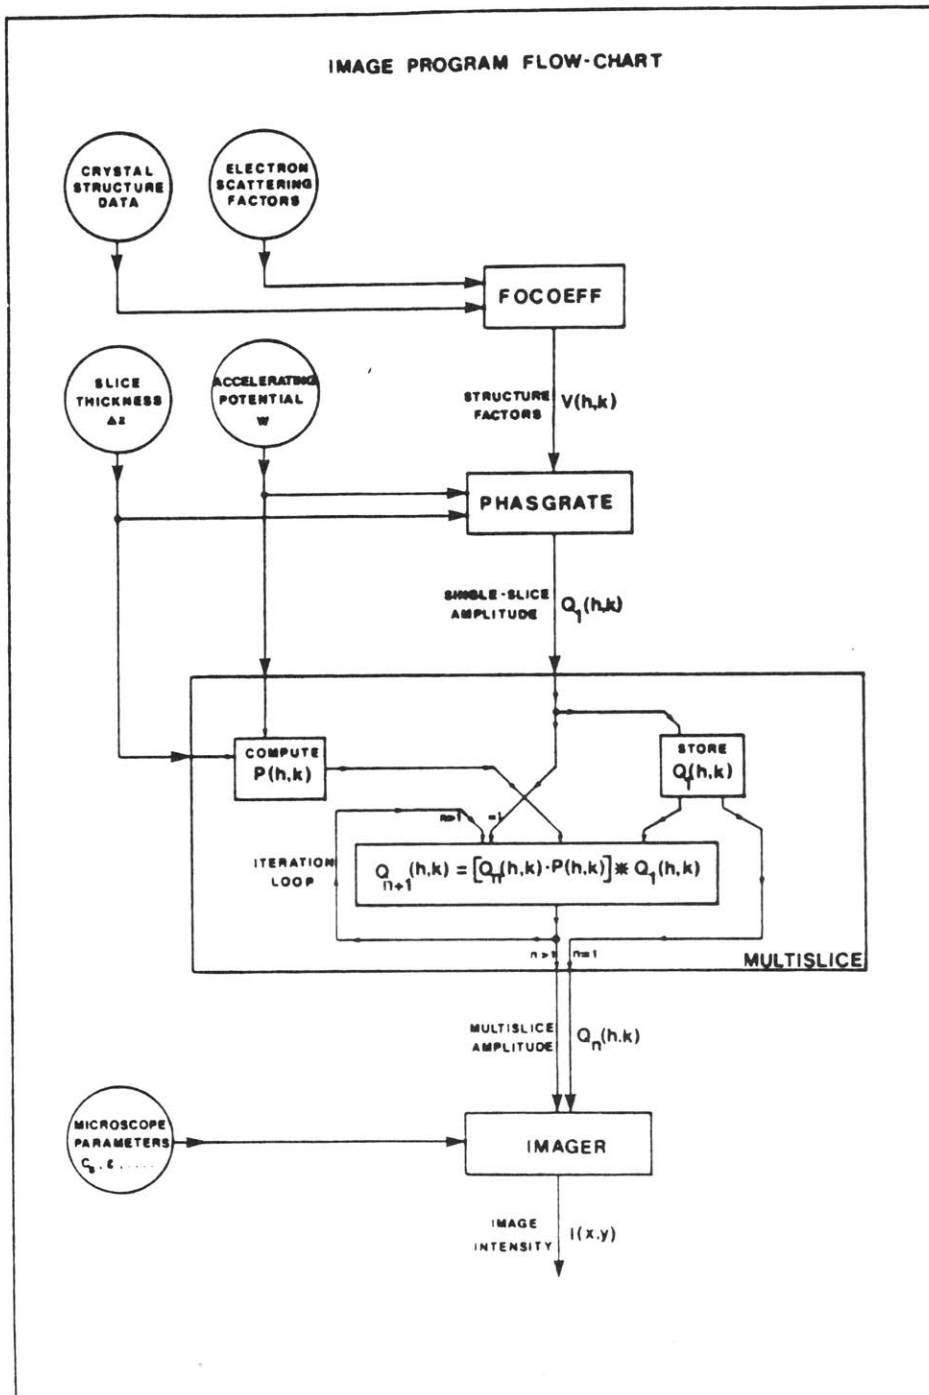 IMAGE PROGRAM FLOW-CHART
CRYSTAL
STRUCTURE
DATA
ELECTRON
SCATTERING
FACTORS
FOCOEFF
SLICE
THICKNESS
Δz
ACCELERATING
POTENTIAL
W
STRUCTURE
FACTORS
V(h,k)
PHASGRATE
SINGLE-SLICE
AMPLITUDE
Q₁(h,k)
COMPUTE
P(h,k)
STORE
Q₁(h,k)
n>1
=1
ITERATION
LOOP
Qₙ₊₁(h,k) = [Qₙ(h,k)·P(h,k)] * Q₁(h,k)
n>1
n=1
MULTISLICE
MULTISLICE
AMPLITUDE
Qₙ(h.k)
MICROSCOPE
PARAMETERS
Cₛ, ε, . . . .
IMAGER
IMAGE
INTENSITY
I(x.y)